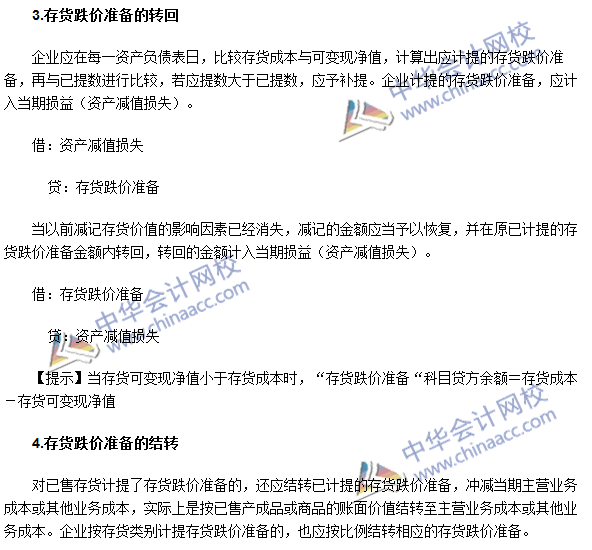 3.存货跌价准备的转回
企业应在每一资产负债表日，比较存货成本与可变现净值，计算出应计提的存货跌价准
备，再与已提数进行比较，若应提数大于已提数，应予补提。企业计提的存货跌价准备，应计
入当期损益（资产减值损失）。
借：资产减值损失
贷：存货跌价准备
当以前减记存货价值的影响因素已经消失，减记的金额应当予以恢复，并在原已计提的存
货跌价准备金额内转回，转回的金额计入当期损益（资产减值损失）。
借：存货跌价准备
贷：资产减值损失
【提示】当存货可变现净值小于存货成本时，“存货跌价准备“科目贷方余额＝存货成本
－存货可变现净值
4.存货跌价准备的结转
对已售存货计提了存货跌价准备的，还应结转已计提的存货跌价准备，冲减当期主营业务
成本或其他业务成本，实际上是按已售产成品或商品的账面价值结转至主营业务成本或其他业
务成本。企业按存货类别计提存货跌价准备的，也应按比例结转相应的存货跌价准备。
中华会计网校
www.chinaacc.com
中华会计网校
www.chinaacc.com
中华会计网校
www.chinaacc.com